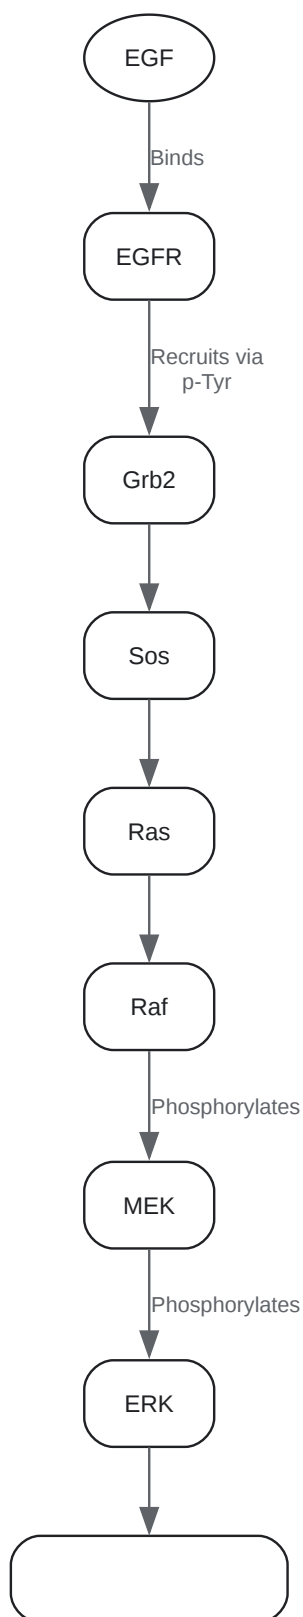 EGF
Binds
EGFR
Recruits via
p-Tyr
Grb2
Sos
Ras
Raf
Phosphorylates
MEK
Phosphorylates
ERK